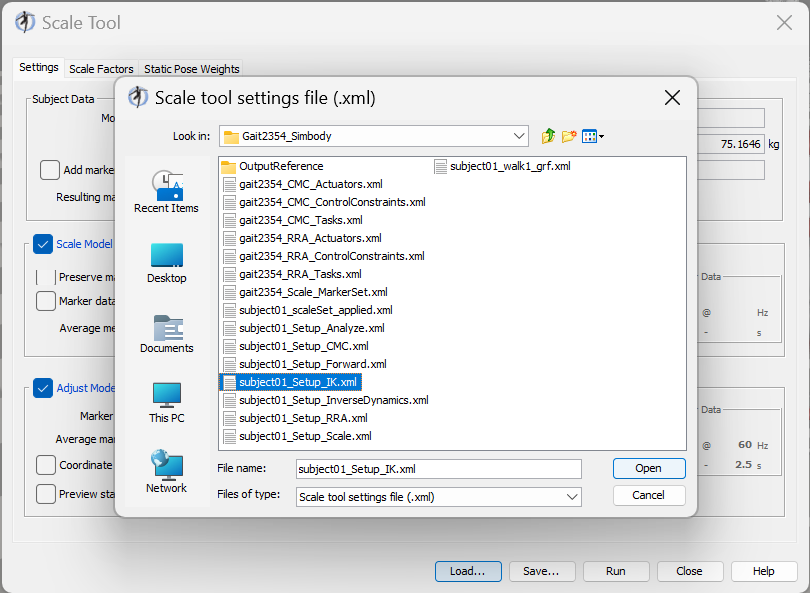 Scale Tool
Settings
Scale Factors
Static Pose Weights
Subject Data
Mo
75.1646 kg
Add marke
Resulting ma
Scale Model
Preserve ma
Marker data
Average me
Data
@ Hz
- s
Adjust Mode
Marker
Average mar
Coordinate
Preview sta
Data
@ 60 Hz
- 2.5 s
Scale tool settings file (.xml)
Look in: Gait2354_Simbody
Recent Items
Desktop
Documents
This PC
Network
OutputReference
gait2354_CMC_Actuators.xml
gait2354_CMC_ControlConstraints.xml
gait2354_CMC_Tasks.xml
gait2354_RRA_Actuators.xml
gait2354_RRA_ControlConstraints.xml
gait2354_RRA_Tasks.xml
gait2354_Scale_MarkerSet.xml
subject01_scaleSet_applied.xml
subject01_Setup_Analyze.xml
subject01_Setup_CMC.xml
subject01_Setup_Forward.xml
subject01_Setup_IK.xml
subject01_Setup_InverseDynamics.xml
subject01_Setup_RRA.xml
subject01_Setup_Scale.xml
subject01_walk1_grf.xml
File name: subject01_Setup_IK.xml
Open
Files of type: Scale tool settings file (.xml)
Cancel
Load...
Save...
Run
Close
Help